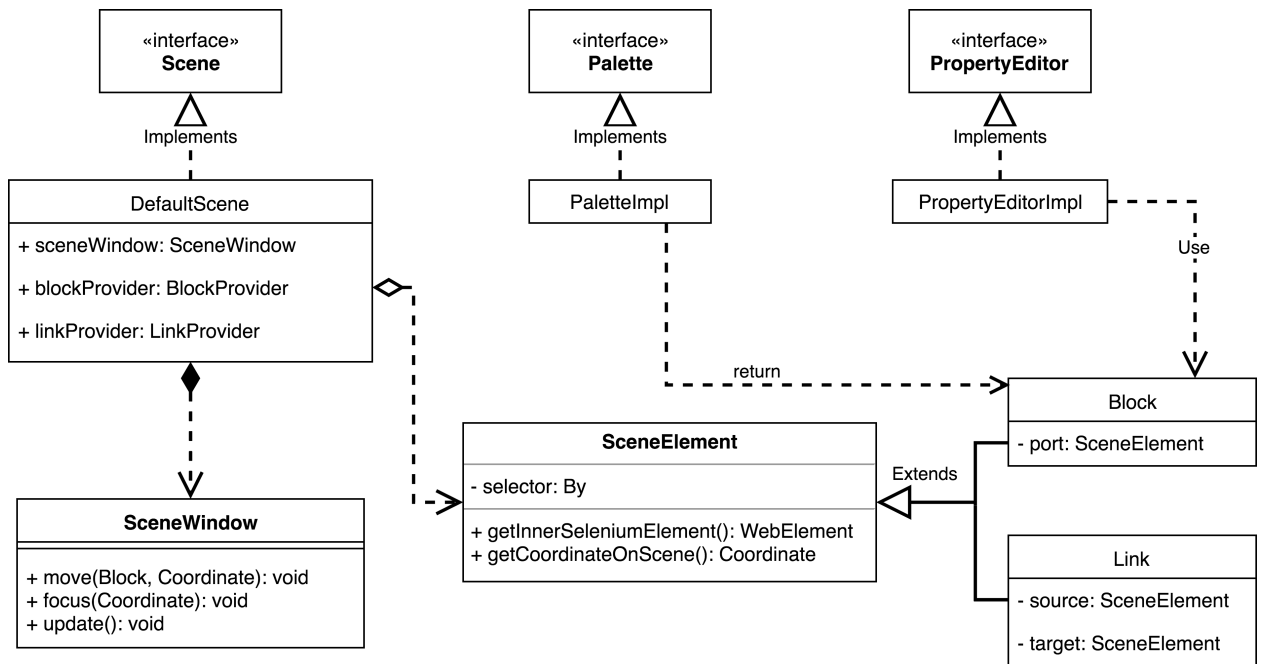 «interface»
Scene
«interface»
Palette
«interface»
PropertyEditor
Implements
Implements
Implements
DefaultScene
+ sceneWindow: SceneWindow
+ blockProvider: BlockProvider
+ linkProvider: LinkProvider
PaletteImpl
PropertyEditorImpl
Use
return
Block
- port: SceneElement
SceneElement
- selector: By
+ getInnerSeleniumElement(): WebElement
+ getCoordinateOnScene(): Coordinate
Extends
SceneWindow
+ move(Block, Coordinate): void
+ focus(Coordinate): void
+ update(): void
Link
- source: SceneElement
- target: SceneElement